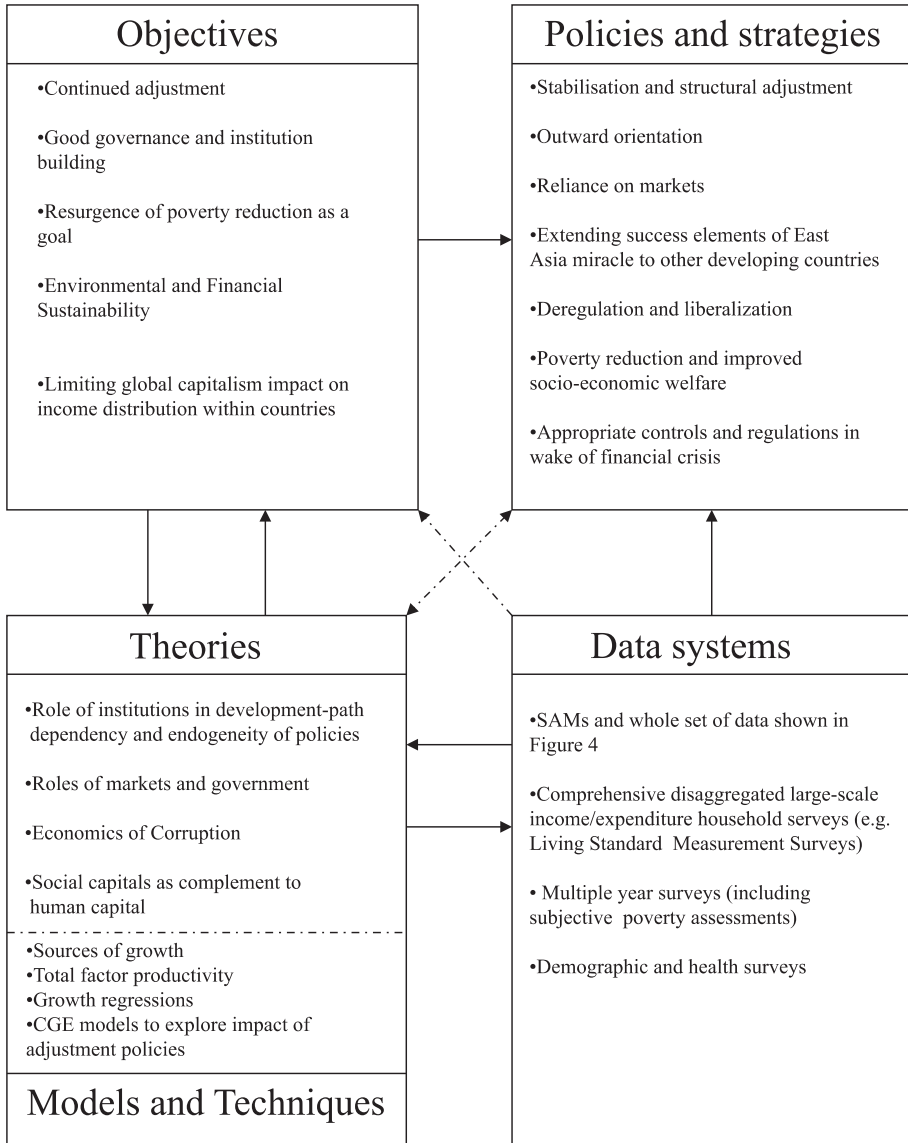 Objectives
•Continued adjustment
•Good governance and institution
building
•Resurgence of poverty reduction as a
goal
•Environmental and Financial
Sustainability
•Limiting global capitalism impact on
income distribution within countries
Policies and strategies
•Stabilisation and structural adjustment
•Outward orientation
•Reliance on markets
•Extending success elements of East
Asia miracle to other developing countries
•Deregulation and liberalization
•Poverty reduction and improved
socio-economic welfare
•Appropriate controls and regulations in
wake of financial crisis
Theories
•Role of institutions in development-path
dependency and endogeneity of policies
•Roles of markets and government
•Economics of Corruption
•Social capitals as complement to
human capital
•Sources of growth
•Total factor productivity
•Growth regressions
•CGE models to explore impact of
adjustment policies
Models and Techniques
Data systems
•SAMs and whole set of data shown in
Figure 4
•Comprehensive disaggregated large-scale
income/expenditure household serveys (e.g.
Living Standard Measurement Surveys)
• Multiple year surveys (including
subjective poverty assessments)
•Demographic and health surveys